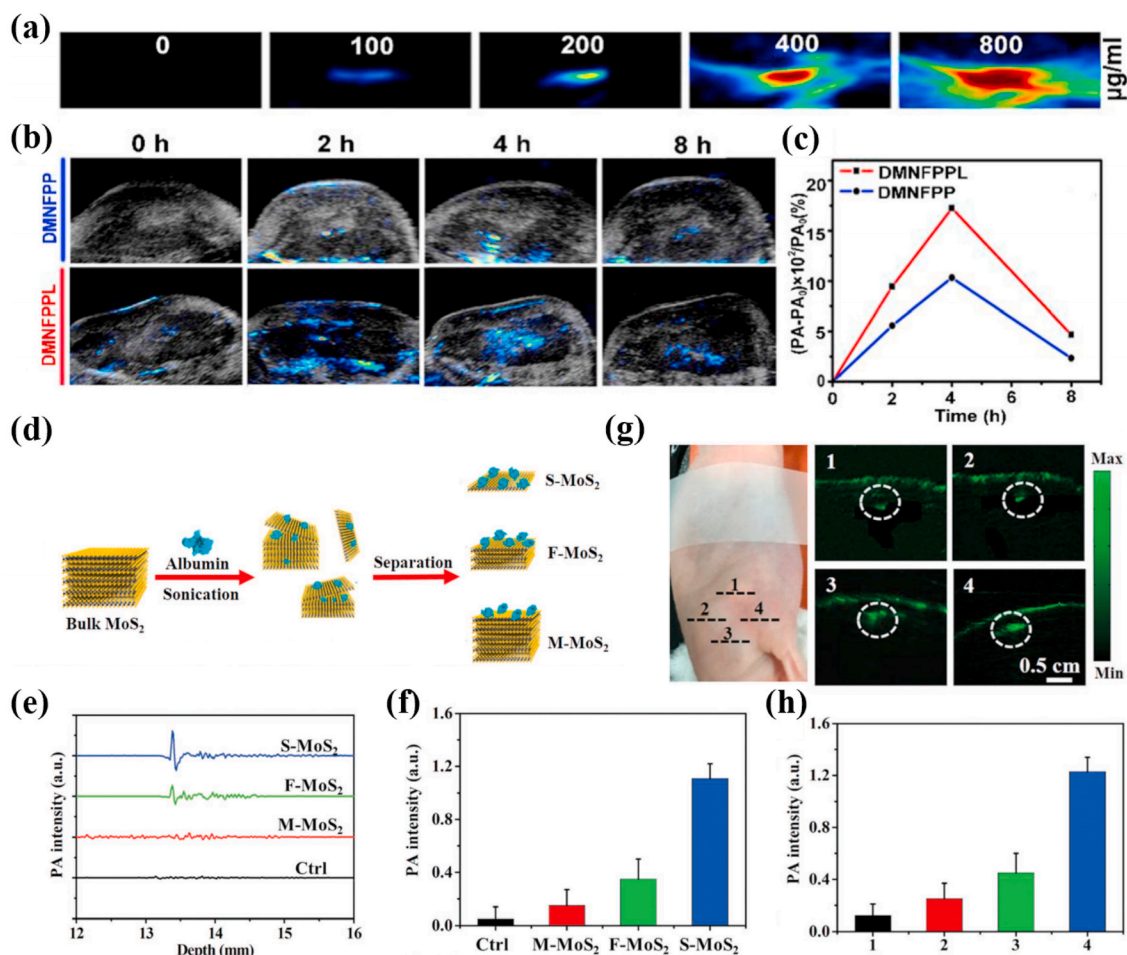 (a)
0 100 200 400 800
µg/ml
(b)
0 h 2 h 4 h 8 h
DMNFPP
DMNFPPL
(c)
DMNFPPL
DMNFPP
(PA-PA₀)×10²/PA₀(%)
20
15
10
5
0
0 2 4 6 8
Time (h)
(d)
Bulk MoS₂
Albumin
Sonication
Separation
S-MoS₂
F-MoS₂
M-MoS₂
(g)
1
2 4
3
1 2
3 4
0.5 cm
Max
Min
(e)
PA intensity (a.u.)
S-MoS₂
F-MoS₂
M-MoS₂
Ctrl
12 13 14 15 16
Depth (mm)
(f)
PA intensity (a.u.)
1.6
1.2
0.8
0.4
0.0
Ctrl M-MoS₂ F-MoS₂ S-MoS₂
(h)
PA intensity (a.u.)
1.6
1.2
0.8
0.4
0.0
1 2 3 4